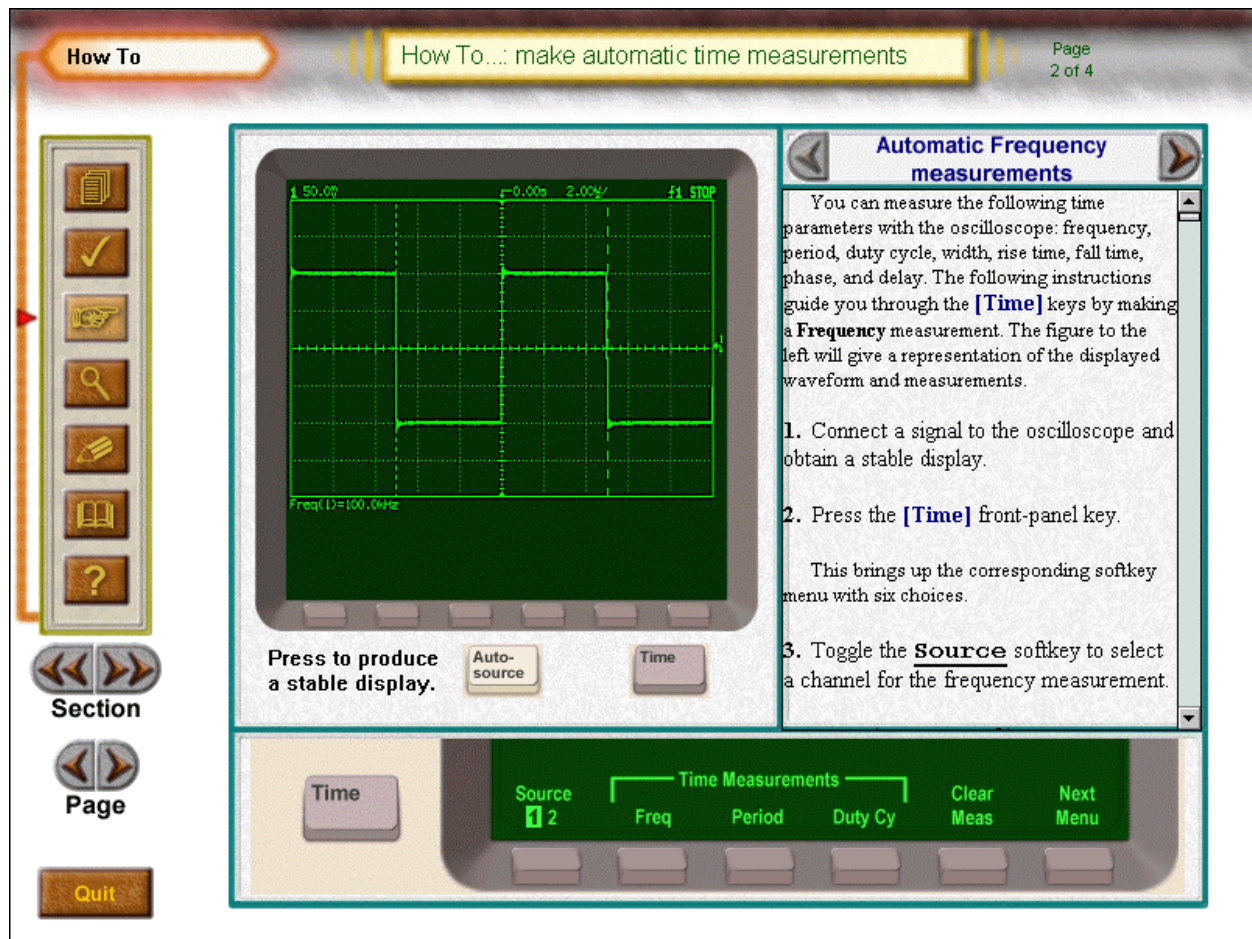 How To
How To...: make automatic time measurements
Page
2 of 4
1 50.0
0.00s 2.00
1 STOP
1
Freq(1)=100.0kHz
Press to produce
a stable display.
Auto-
source
Time
Automatic Frequency
measurements
You can measure the following time
parameters with the oscilloscope: frequency,
period, duty cycle, width, rise time, fall time,
phase, and delay. The following instructions
guide you through the [Time] keys by making
a Frequency measurement. The figure to the
left will give a representation of the displayed
waveform and measurements.
1. Connect a signal to the oscilloscope and
obtain a stable display.
2. Press the [Time] front-panel key.
This brings up the corresponding softkey
menu with six choices.
3. Toggle the Source softkey to select
a channel for the frequency measurement.
?
Section
Page
Quit
Time
Source
1 2
Time Measurements
Freq Period Duty Cy
Clear
Meas
Next
Menu